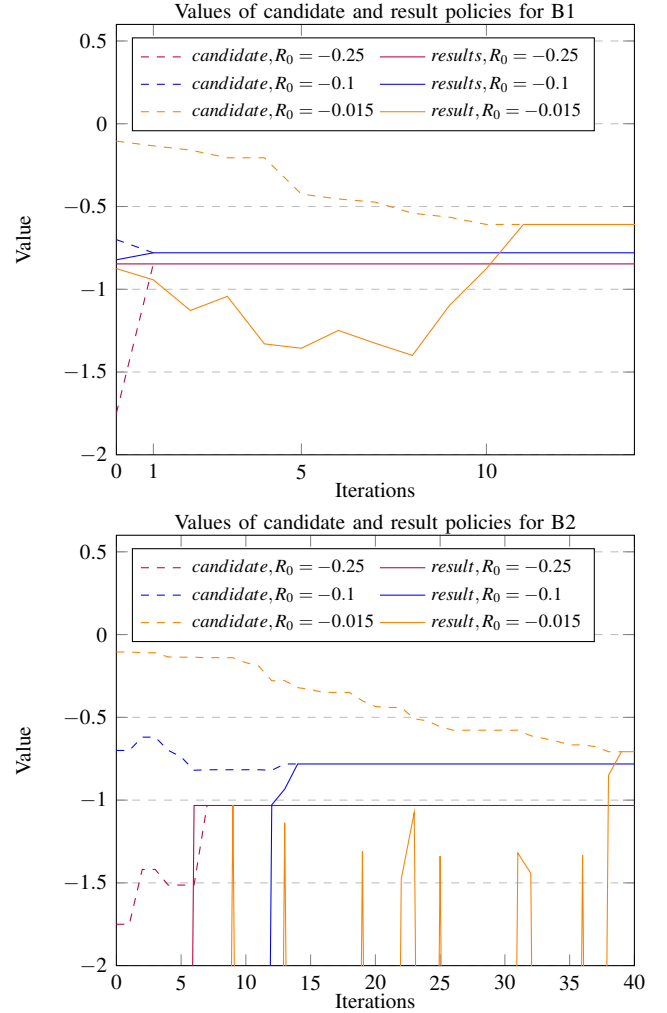 Values of candidate and result policies for B1
candidate, R₀ = −0.25 results, R₀ = −0.25
candidate, R₀ = −0.1 results, R₀ = −0.1
candidate, R₀ = −0.015 result, R₀ = −0.015
0.5
0
−0.5
−1
−1.5
−2
Value
0 1 5 10
Iterations
Values of candidate and result policies for B2
candidate, R₀ = −0.25 result, R₀ = −0.25
candidate, R₀ = −0.1 result, R₀ = −0.1
candidate, R₀ = −0.015 result, R₀ = −0.015
0.5
0
−0.5
−1
−1.5
−2
Value
0 5 10 15 20 25 30 35 40
Iterations